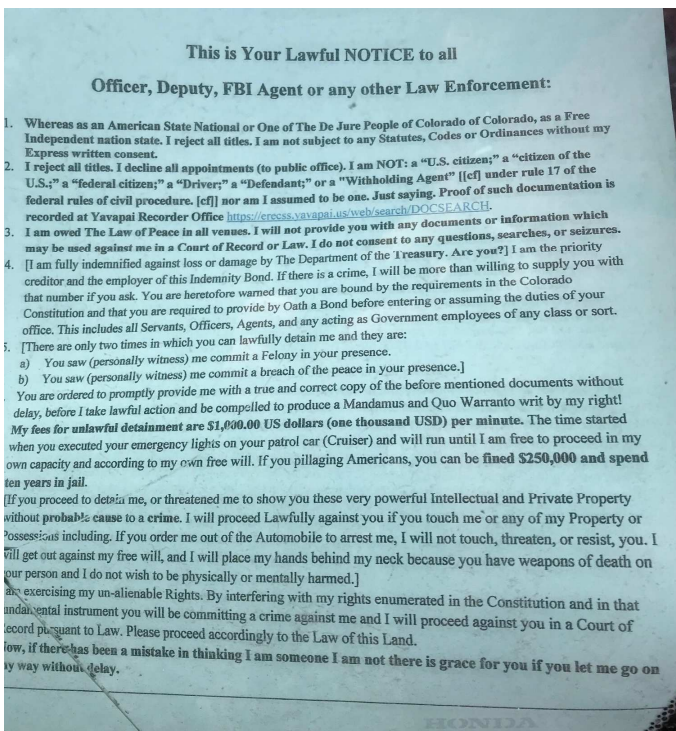 This is Your Lawful NOTICE to all
Officer, Deputy, FBI Agent or any other Law Enforcement:
1. Whereas as an American State National or One of The De Jure People of Colorado of Colorado, as a Free
Independent nation state. I reject all titles. I am not subject to any Statutes, Codes or Ordinances without my
Express written consent.
2. I reject all titles. I decline all appointments (to public office). I am NOT: a “U.S. citizen;” a “citizen of the
U.S.;” a “federal citizen;” a “Driver;” a “Defendant;” or a "Withholding Agent” [[cf] under rule 17 of the
federal rules of civil procedure. [cf]] nor am I assumed to be one. Just saying. Proof of such documentation is
recorded at Yavapai Recorder Office https://erecss.yavapai.us/web/search/DOCSEARCH.
3. I am owed The Law of Peace in all venues. I will not provide you with any documents or information which
may be used against me in a Court of Record or Law. I do not consent to any questions, searches, or seizures.
4. [I am fully indemnified against loss or damage by The Department of the Treasury. Are you?] I am the priority
creditor and the employer of this Indemnity Bond. If there is a crime, I will be more than willing to supply you with
that number if you ask. You are heretofore warned that you are bound by the requirements in the Colorado
Constitution and that you are required to provide by Oath a Bond before entering or assuming the duties of your
office. This includes all Servants, Officers, Agents, and any acting as Government employees of any class or sort.
5. [There are only two times in which you can lawfully detain me and they are:
a) You saw (personally witness) me commit a Felony in your presence.
b) You saw (personally witness) me commit a breach of the peace in your presence.]
You are ordered to promptly provide me with a true and correct copy of the before mentioned documents without
delay, before I take lawful action and be compelled to produce a Mandamus and Quo Warranto writ by my right!
My fees for unlawful detainment are $1,000.00 US dollars (one thousand USD) per minute. The time started
when you executed your emergency lights on your patrol car (Cruiser) and will run until I am free to proceed in my
own capacity and according to my own free will. If you pillaging Americans, you can be fined $250,000 and spend
ten years in jail.
[If you proceed to detain me, or threatened me to show you these very powerful Intellectual and Private Property
without probable cause to a crime. I will proceed Lawfully against you if you touch me or any of my Property or
Possessions including. If you order me out of the Automobile to arrest me, I will not touch, threaten, or resist, you. I
will get out against my free will, and I will place my hands behind my neck because you have weapons of death on
your person and I do not wish to be physically or mentally harmed.]
am exercising my un-alienable Rights. By interfering with my rights enumerated in the Constitution and in that
undamental instrument you will be committing a crime against me and I will proceed against you in a Court of
Record pursuant to Law. Please proceed accordingly to the Law of this Land.
Now, if there has been a mistake in thinking I am someone I am not there is grace for you if you let me go on
my way without delay.
HONDA